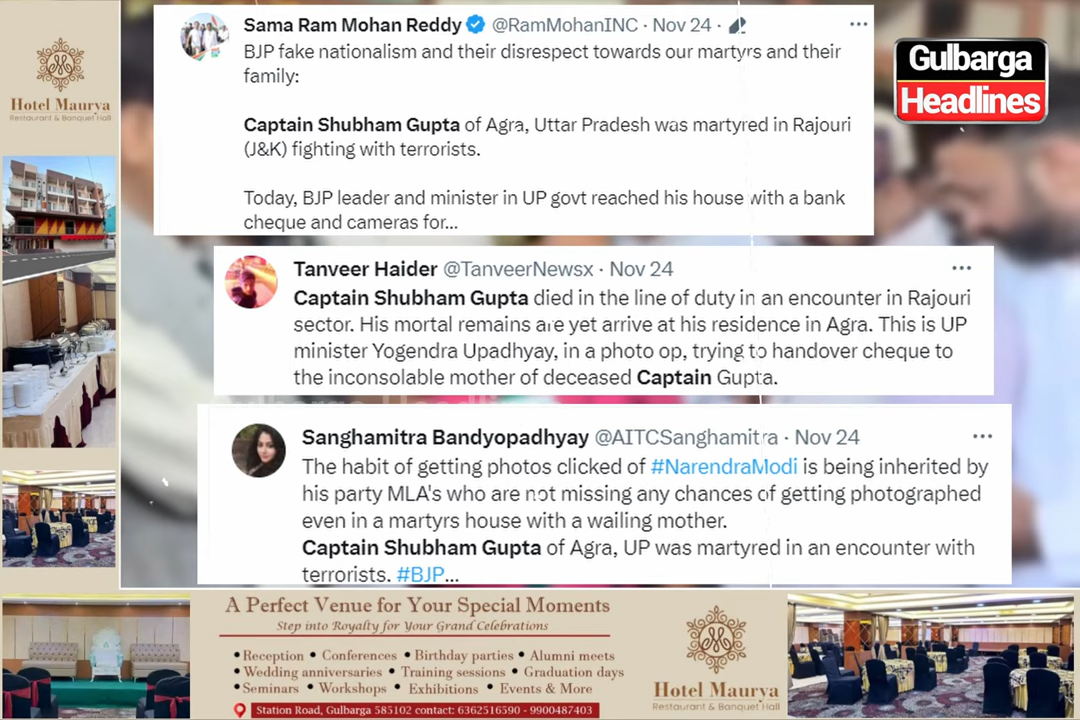 Sama Ram Mohan Reddy @RamMohanINC · Nov 24 ·
BJP fake nationalism and their disrespect towards our martyrs and their
family:
Captain Shubham Gupta of Agra, Uttar Pradesh was martyred in Rajouri
(J&K) fighting with terrorists.
Today, BJP leader and minister in UP govt reached his house with a bank
cheque and cameras for...
Tanveer Haider @TanveerNewsx · Nov 24
Captain Shubham Gupta died in the line of duty in an encounter in Rajouri
sector. His mortal remains are yet arrive at his residence in Agra. This is UP
minister Yogendra Upadhyay, in a photo op, trying to handover cheque to
the inconsolable mother of deceased Captain Gupta.
Sanghamitra Bandyopadhyay @AITCSanghamitra · Nov 24
The habit of getting photos clicked of #NarendraModi is being inherited by
his party MLA's who are not missing any chances of getting photographed
even in a martyrs house with a wailing mother.
Captain Shubham Gupta of Agra, UP was martyred in an encounter with
terrorists. #BJP...
Gulbarga
Headlines
Hotel Maurya
Restaurant & Banquet Hall
A Perfect Venue for Your Special Moments
Step into Royalty for Your Grand Celebrations
• Reception • Conferences • Birthday parties • Alumni meets
• Wedding anniversaries • Training sessions • Graduation days
• Seminars • Workshops • Exhibitions • Events & More
Station Road, Gulbarga 585102 contact: 6362516590 - 9900487403
Hotel Maurya
Restaurant & Banquet Hall